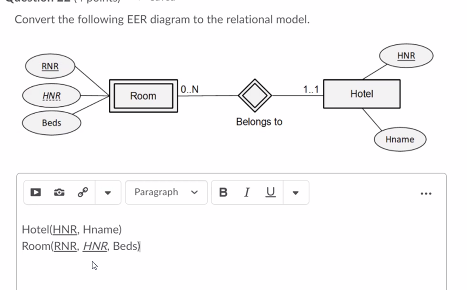 Convert the following EER diagram to the relational model.
RNR
HNR
Beds
Room
0..N
Belongs to
1..1
Hotel
HNR
Hname
Paragraph
B I U
Hotel(HNR, Hname)
Room(RNR, HNR, Beds)